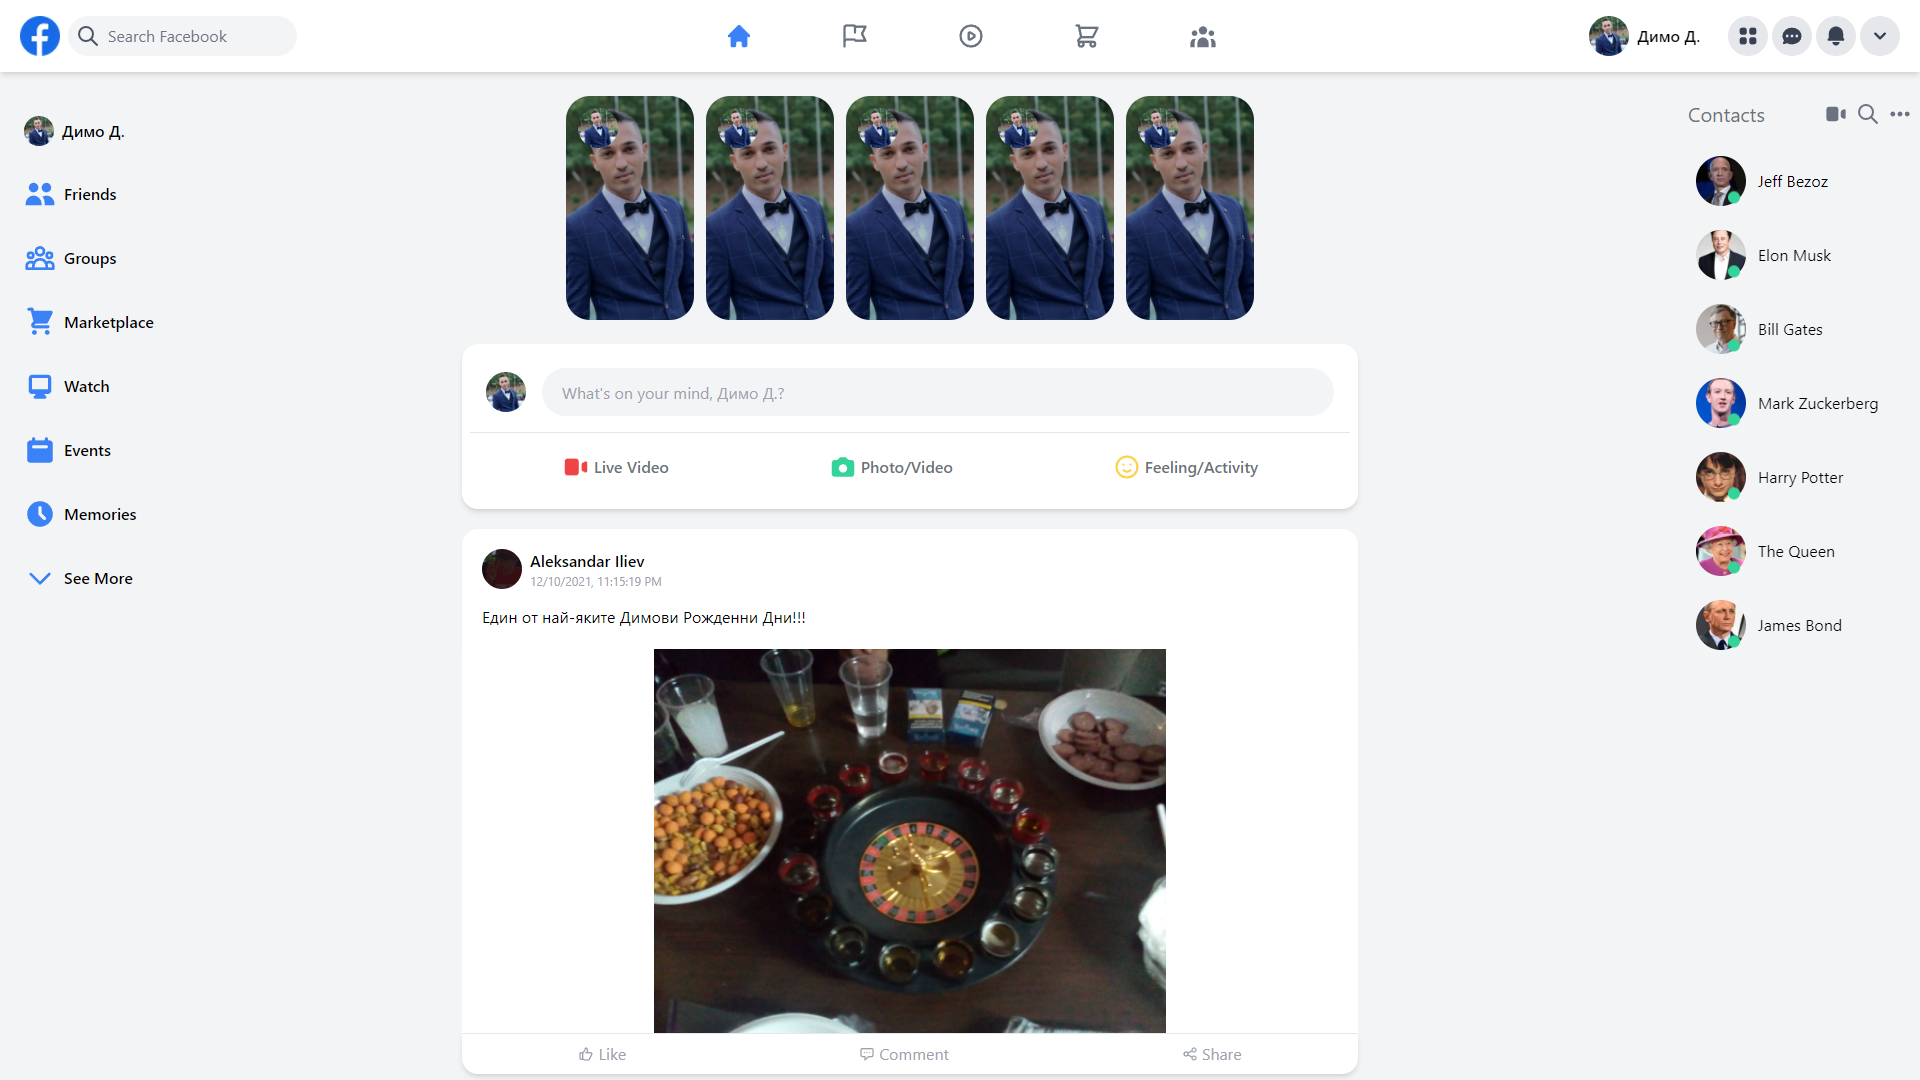 Search Facebook
Димо Д.
Димо Д.
Friends
Groups
Marketplace
Watch
Events
Memories
See More
What's on your mind, Димо Д.?
Live Video
Photo/Video
Feeling/Activity
Aleksandar Iliev
12/10/2021, 11:15:19 PM
Един от най-яките Димови Рожденни Дни!!!
Like
Comment
Share
Contacts
Jeff Bezoz
Elon Musk
Bill Gates
Mark Zuckerberg
Harry Potter
The Queen
James Bond